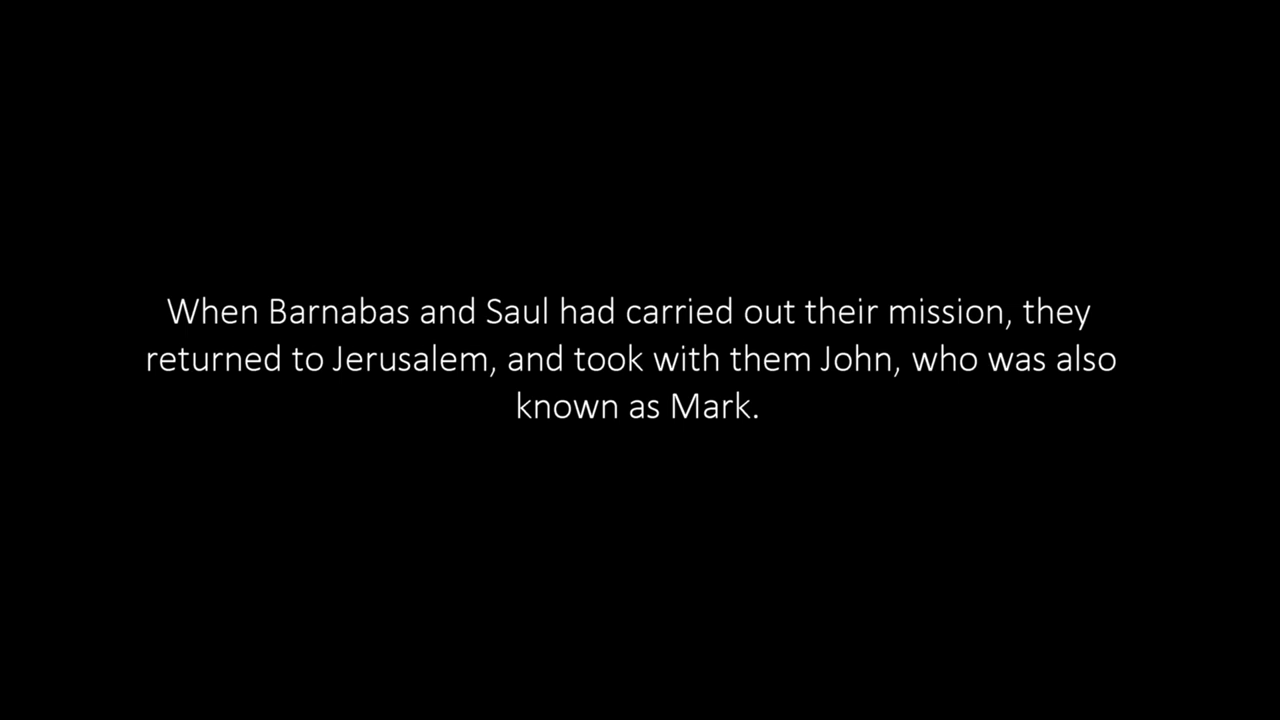 When Barnabas and Saul had carried out their mission, they
returned to Jerusalem, and took with them John, who was also
known as Mark.